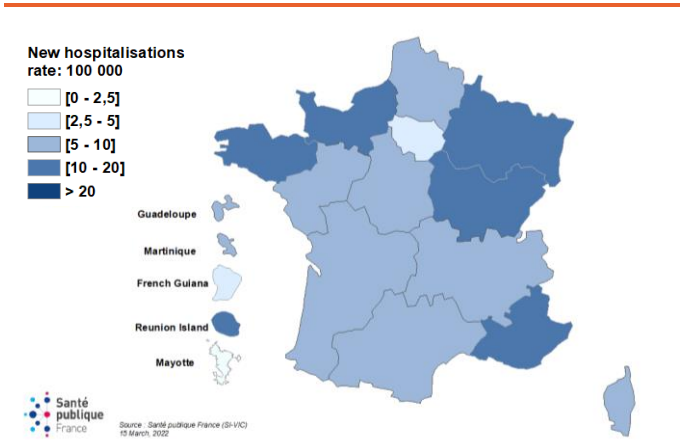 New hospitalisations
rate: 100 000
[0 - 2,5]
[2,5 - 5]
[5 - 10]
[10 - 20]
> 20
Guadeloupe
Martinique
French Guiana
Reunion Island
Mayotte
Santé
publique
France
Source : Santé publique France (SI-VIC)
15 March, 2022